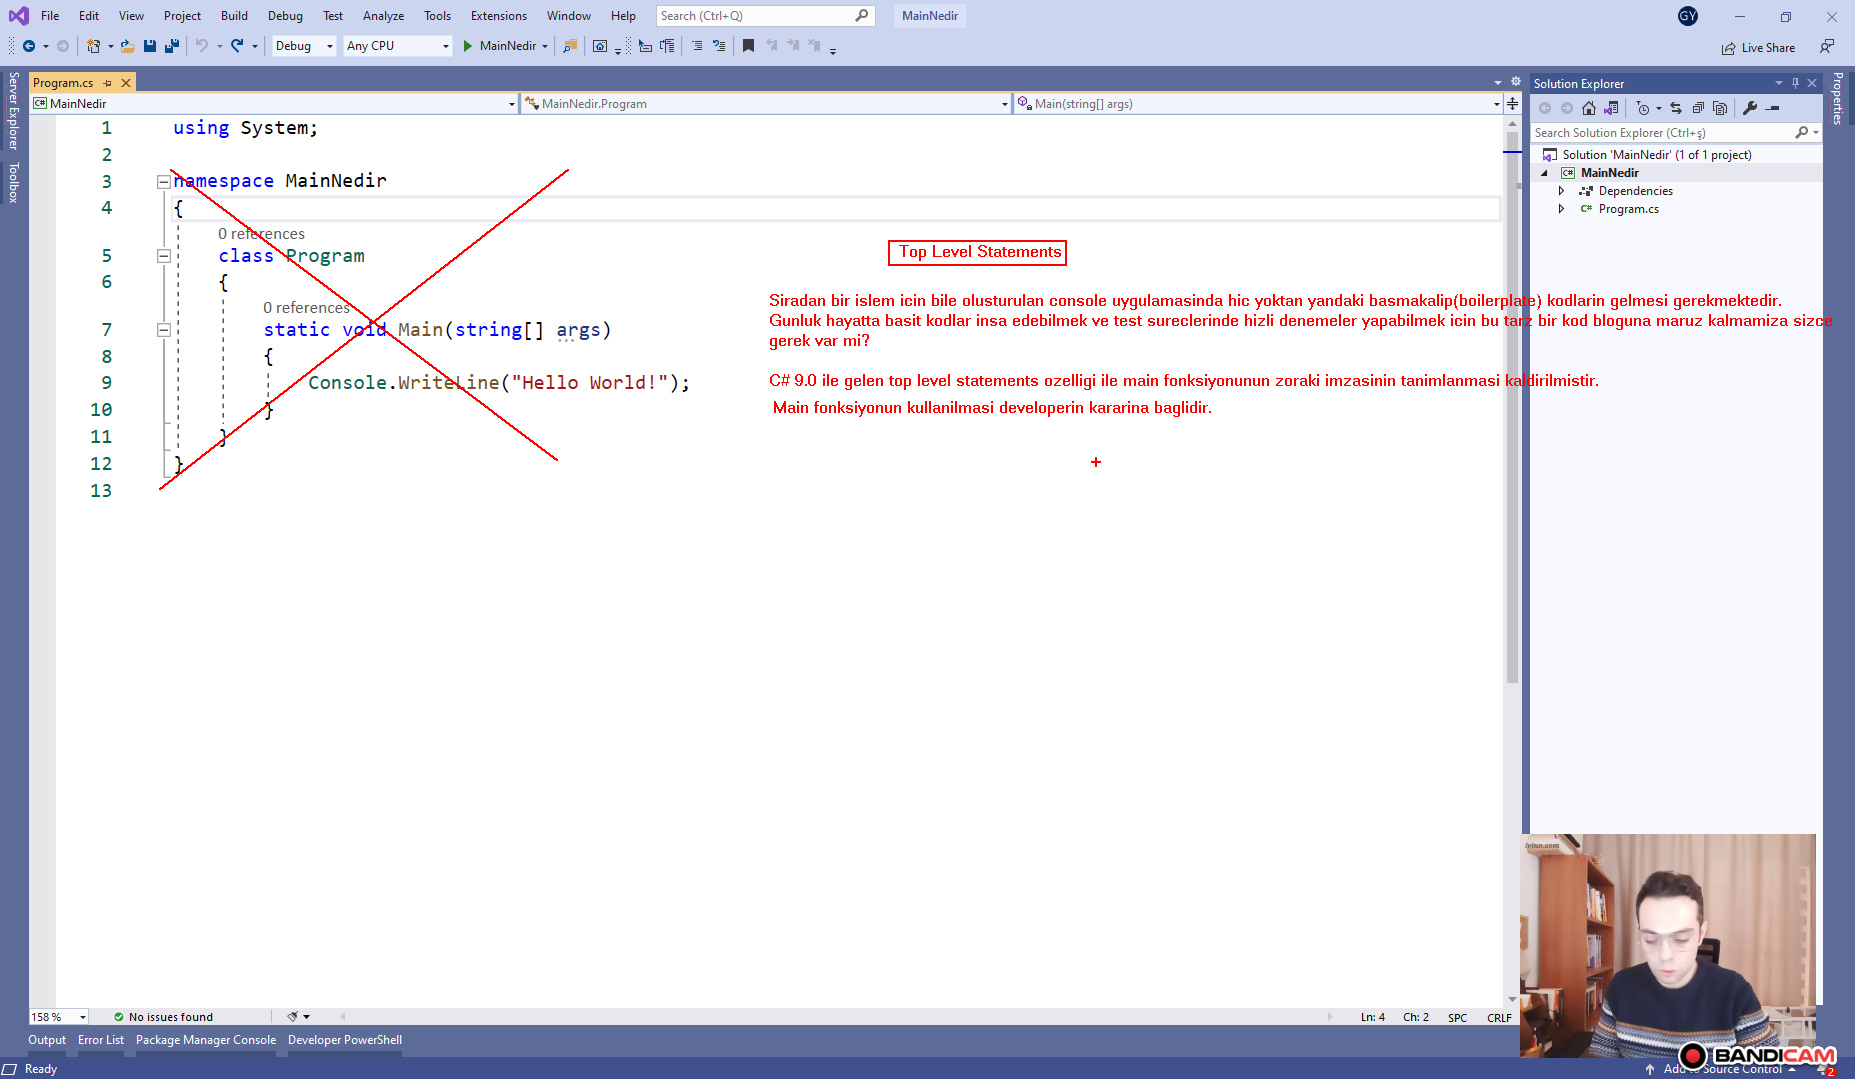 File Edit View Project Build Debug Test Analyze Tools Extensions Window Help Search (Ctrl+Q) MainNedir GY
Debug Any CPU MainNedir Live Share
Server Explorer
Toolbox
Program.cs
MainNedir MainNedir.Program Main(string[] args)
1 using System;
2
3 namespace MainNedir
4 {
0 references
5 class Program
6 {
0 references
7 static void Main(string[] args)
8 {
9 Console.WriteLine("Hello World!");
10 }
11 }
12 }
13
Top Level Statements
Siradan bir islem icin bile olusturulan console uygulamasinda hic yoktan yandaki basmakalip(boilerplate) kodlarin gelmesi gerekmektedir.
Gunluk hayatta basit kodlar insa edebilmek ve test sureclerinde hizli denemeler yapabilmek icin bu tarz bir kod bloguna maruz kalmamiza sizce
gerek var mi?
C# 9.0 ile gelen top level statements ozelligi ile main fonksiyonunun zoraki imzasinin tanimlanmasi kaldirilmistir.
Main fonksiyonun kullanilmasi developerin kararina baglidir.
Solution Explorer
Search Solution Explorer (Ctrl+ş)
Solution 'MainNedir' (1 of 1 project)
C# MainNedir
Dependencies
C# Program.cs
Properties
158 % No issues found Ln: 4 Ch: 2 SPC CRLF
Output Error List Package Manager Console Developer PowerShell
Ready
Add to Source Control 2
BANDICAM